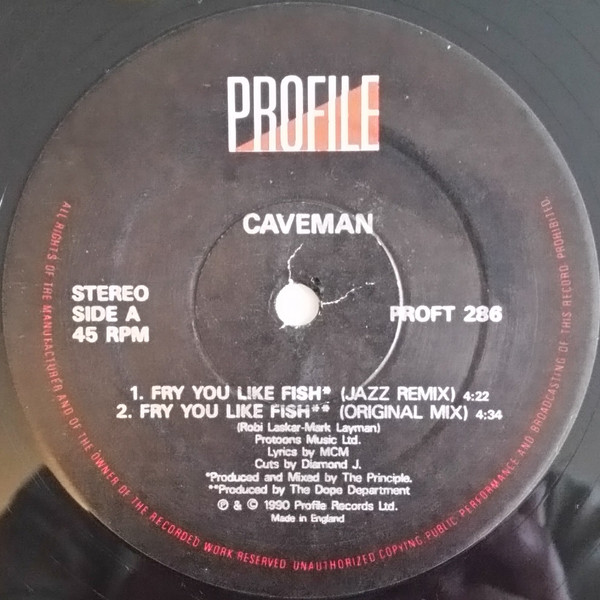 PROFILE
CAVEMAN
STEREO
SIDE A
45 RPM
PROFT 286
1. FRY YOU LIKE FISH* (JAZZ REMIX) 4:22
2. FRY YOU LIKE FISH** (ORIGINAL MIX) 4:34
(Robi Laskar-Mark Layman)
Protoons Music Ltd.
Lyrics by MCM
Cuts by Diamond J.
*Produced and Mixed by The Principle.
**Produced by The Dope Department
℗ & © 1990 Profile Records Ltd.
Made in England
ALL RIGHTS OF THE MANUFACTURER AND OF THE OWNER OF THE RECORDED WORK RESERVED. UNAUTHORIZED COPYING, PUBLIC PERFORMANCE AND BROADCASTING OF THIS RECORD PROHIBITED.